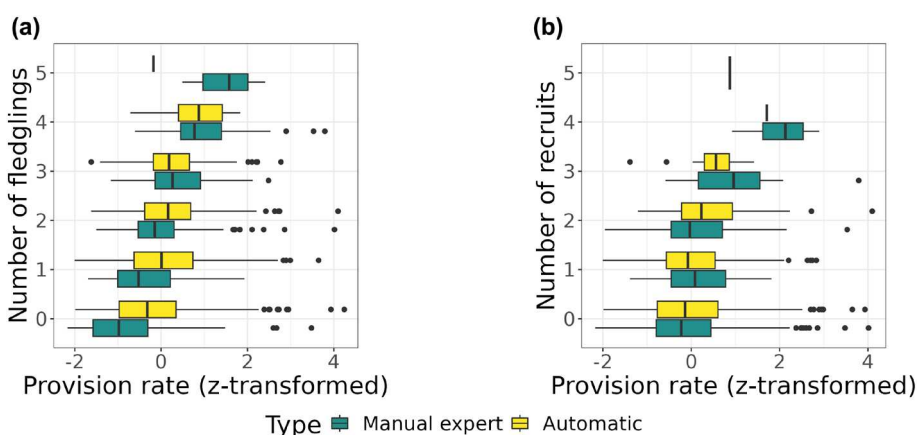 (a)
Number of fledglings
5
4
3
2
1
0
-2 0 2 4
Provision rate (z-transformed)
(b)
Number of recruits
5
4
3
2
1
0
-2 0 2 4
Provision rate (z-transformed)
Type Manual expert Automatic